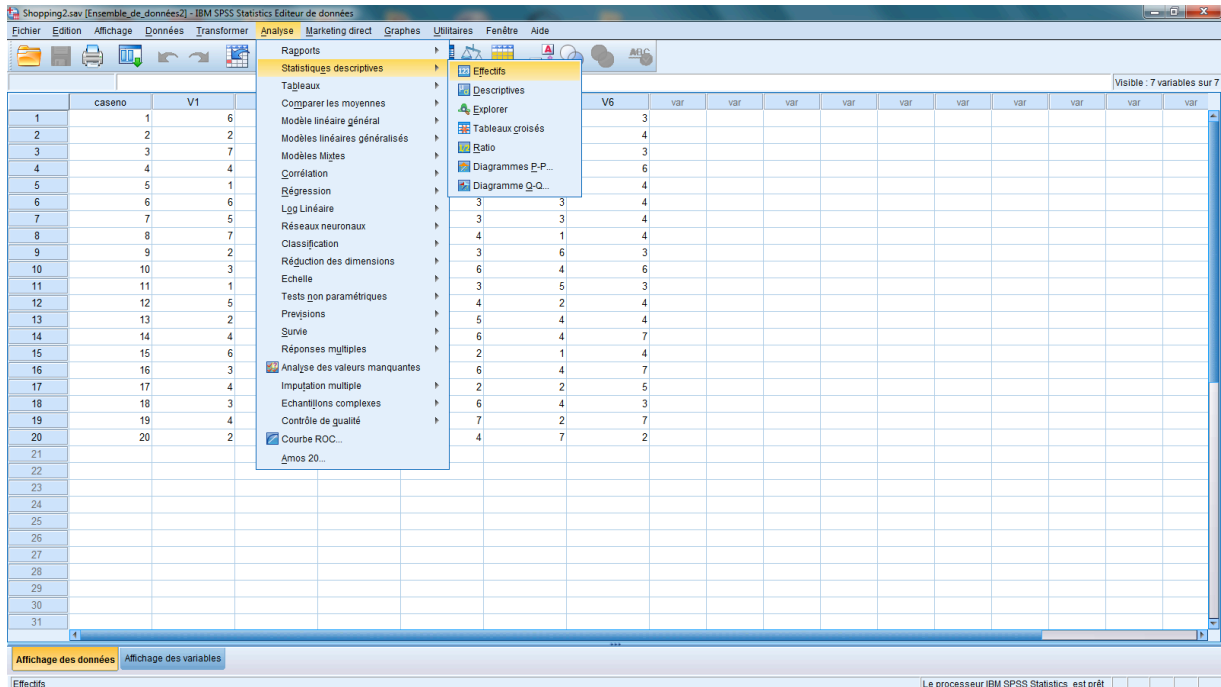 Shopping2.sav [Ensemble_de_données2] - IBM SPSS Statistics Editeur de données
Fichier Edition Affichage Données Transformer Analyse Marketing direct Graphes Utilitaires Fenêtre Aide
Visible : 7 variables sur 7
caseno V1 V6 var var var var var var var var var var
Rapports
Statistiques descriptives
Tableaux
Comparer les moyennes
Modèle linéaire général
Modèles linéaires généralisés
Modèles Mixtes
Corrélation
Régression
Log Linéaire
Réseaux neuronaux
Classification
Réduction des dimensions
Echelle
Tests non paramétriques
Prévisions
Survie
Réponses multiples
Analyse des valeurs manquantes
Imputation multiple
Echantillons complexes
Contrôle de qualité
Courbe ROC...
Amos 20...
Effectifs
Descriptives
Explorer
Tableaux croisés
Ratio
Diagrammes P-P...
Diagramme Q-Q...
1 1 6 3
2 2 2 4
3 3 7 3
4 4 4 6
5 5 1 4
6 6 6 3 3 4
7 7 5 3 3 4
8 8 7 4 1 4
9 9 2 3 6 3
10 10 3 6 4 6
11 11 1 3 5 3
12 12 5 4 2 4
13 13 2 5 4 4
14 14 4 6 4 7
15 15 6 2 1 4
16 16 3 6 4 7
17 17 4 2 2 5
18 18 3 6 4 3
19 19 4 7 2 7
20 20 2 4 7 2
21
22
23
24
25
26
27
28
29
30
31
Affichage des données Affichage des variables
Effectifs Le processeur IBM SPSS Statistics est prêt